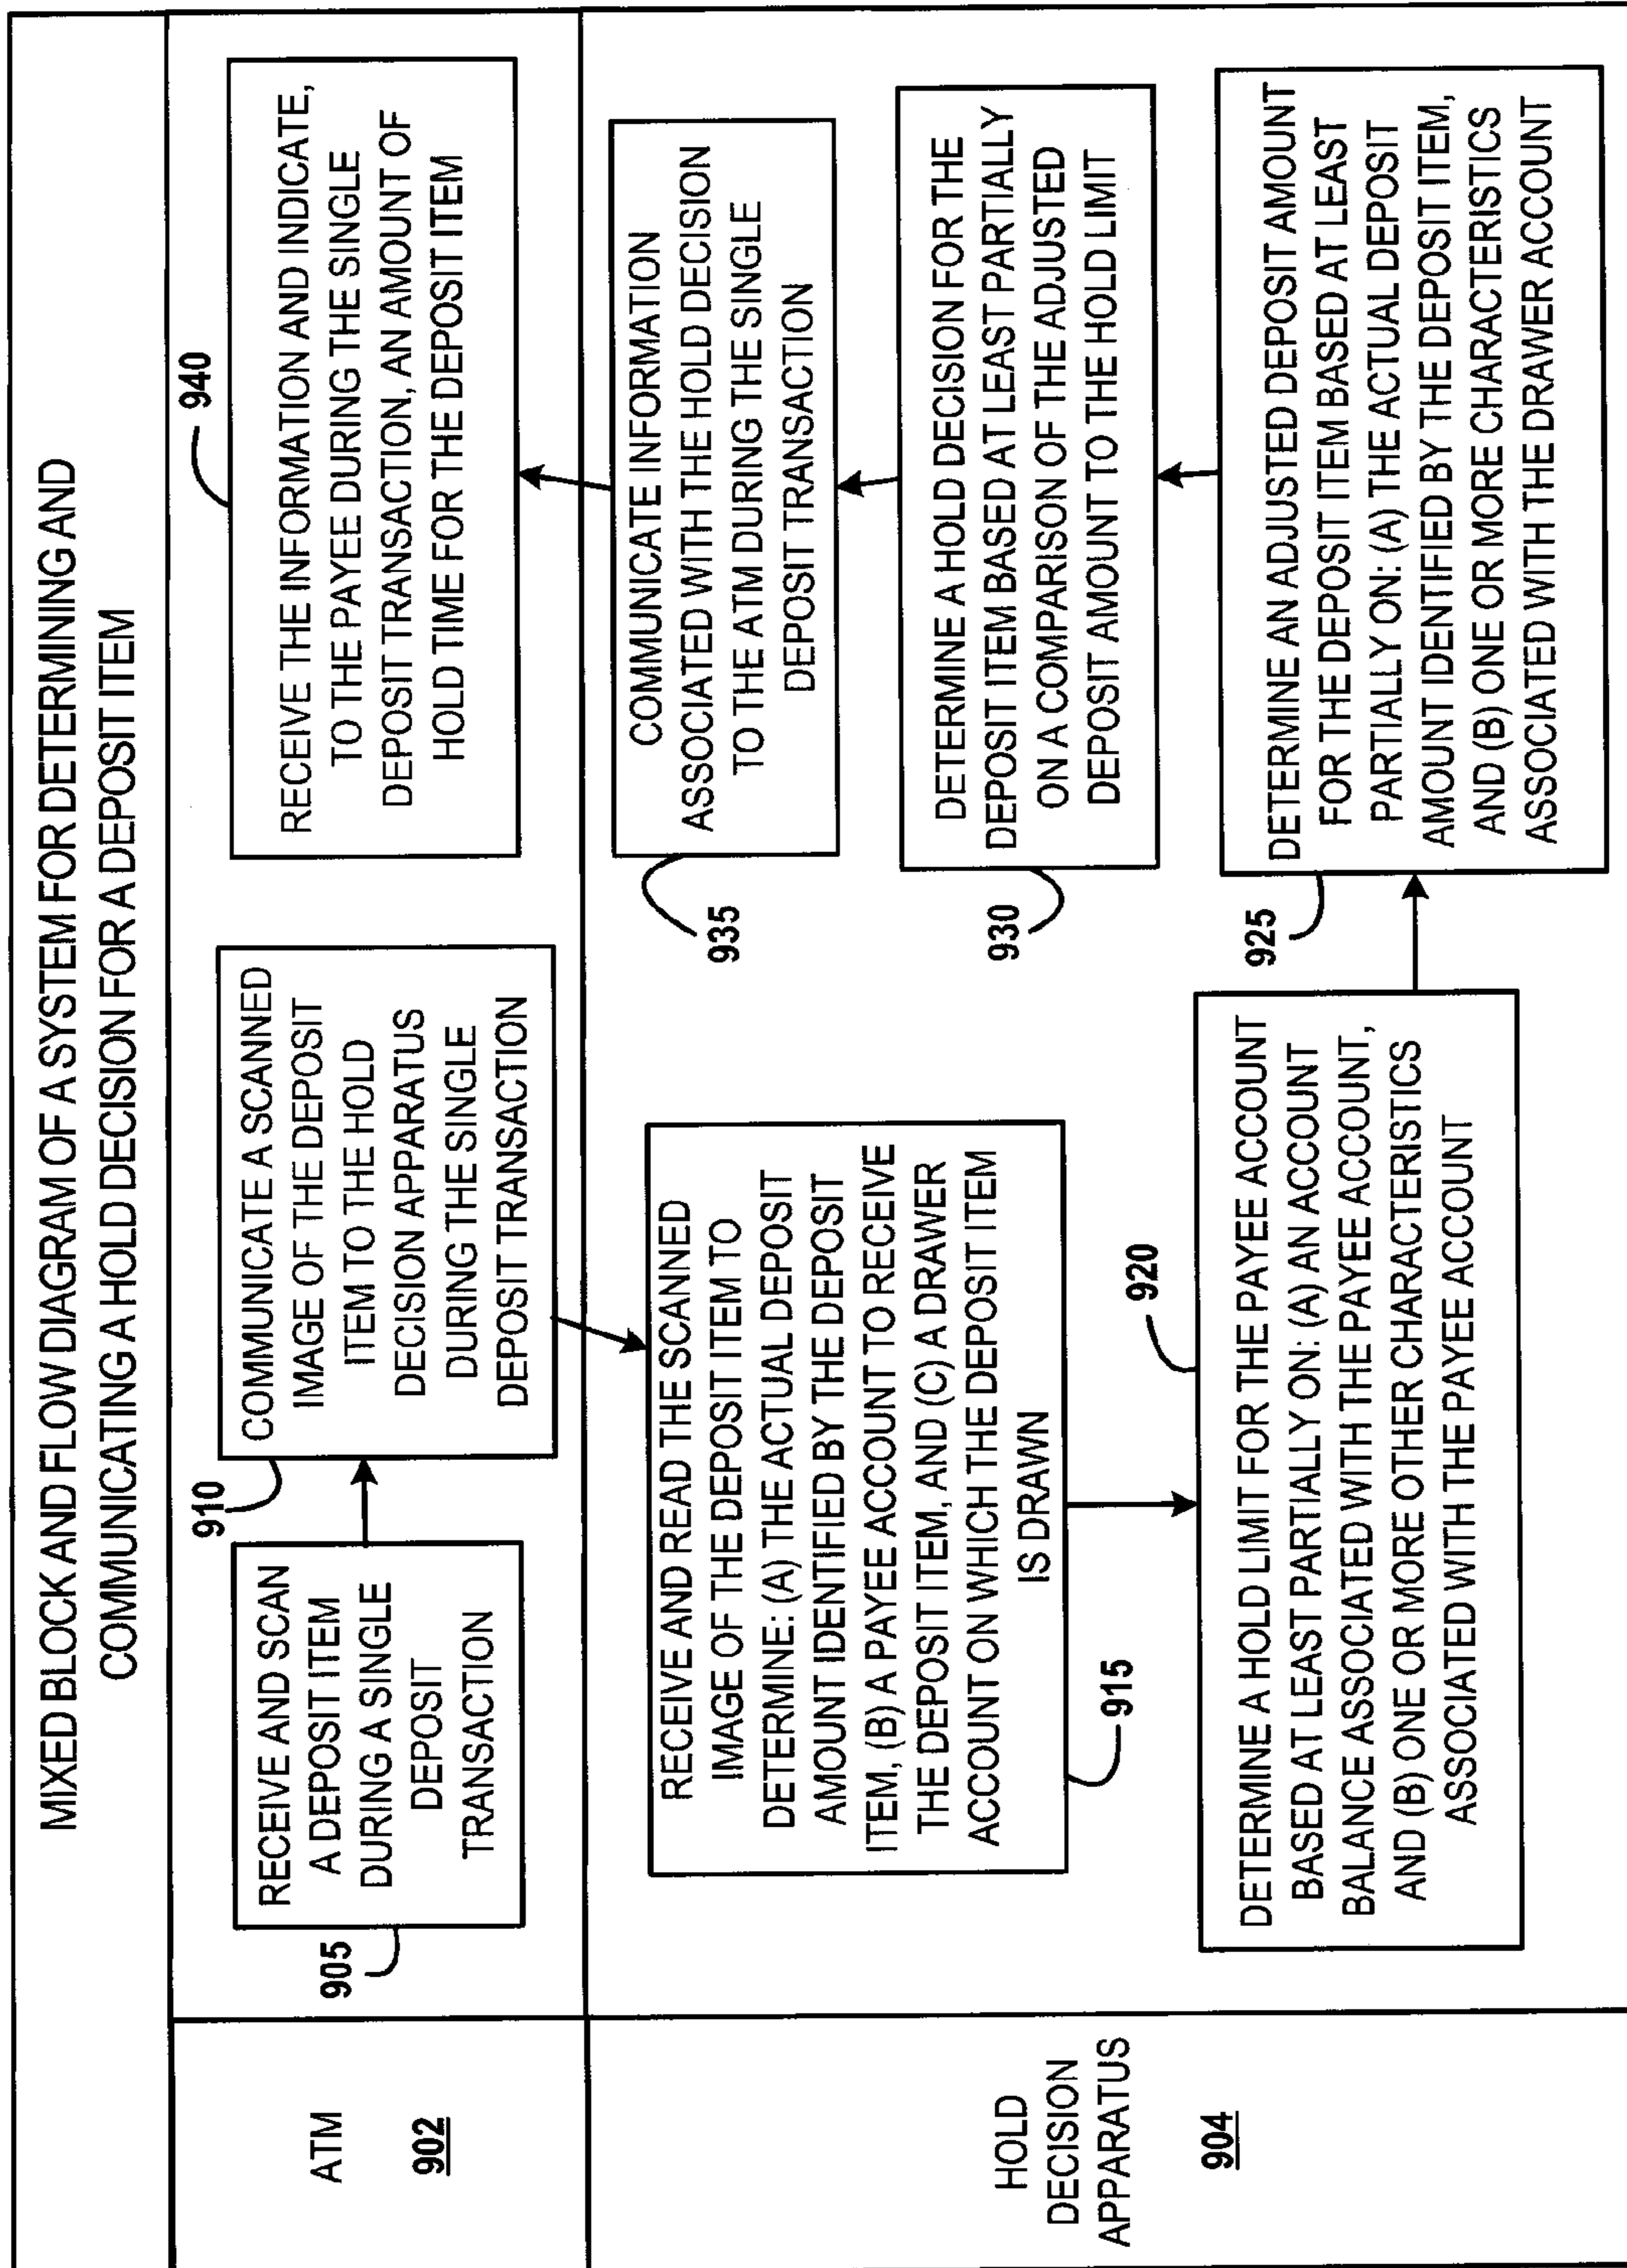 MIXED BLOCK AND FLOW DIAGRAM OF A SYSTEM FOR DETERMINING AND
COMMUNICATING A HOLD DECISION FOR A DEPOSIT ITEM
ATM
902
905
RECEIVE AND SCAN
A DEPOSIT ITEM
DURING A SINGLE
DEPOSIT
TRANSACTION
910
COMMUNICATE A SCANNED
IMAGE OF THE DEPOSIT
ITEM TO THE HOLD
DECISION APPARATUS
DURING THE SINGLE
DEPOSIT TRANSACTION
940
RECEIVE THE INFORMATION AND INDICATE,
TO THE PAYEE DURING THE SINGLE
DEPOSIT TRANSACTION, AN AMOUNT OF
HOLD TIME FOR THE DEPOSIT ITEM
HOLD
DECISION
APPARATUS
904
RECEIVE AND READ THE SCANNED
IMAGE OF THE DEPOSIT ITEM TO
DETERMINE: (A) THE ACTUAL DEPOSIT
AMOUNT IDENTIFIED BY THE DEPOSIT
ITEM, (B) A PAYEE ACCOUNT TO RECEIVE
THE DEPOSIT ITEM, AND (C) A DRAWER
ACCOUNT ON WHICH THE DEPOSIT ITEM
IS DRAWN
915
920
DETERMINE A HOLD LIMIT FOR THE PAYEE ACCOUNT
BASED AT LEAST PARTIALLY ON: (A) AN ACCOUNT
BALANCE ASSOCIATED WITH THE PAYEE ACCOUNT,
AND (B) ONE OR MORE OTHER CHARACTERISTICS
ASSOCIATED WITH THE PAYEE ACCOUNT
925
DETERMINE AN ADJUSTED DEPOSIT AMOUNT
FOR THE DEPOSIT ITEM BASED AT LEAST
PARTIALLY ON: (A) THE ACTUAL DEPOSIT
AMOUNT IDENTIFIED BY THE DEPOSIT ITEM,
AND (B) ONE OR MORE CHARACTERISTICS
ASSOCIATED WITH THE DRAWER ACCOUNT
930
DETERMINE A HOLD DECISION FOR THE
DEPOSIT ITEM BASED AT LEAST PARTIALLY
ON A COMPARISON OF THE ADJUSTED
DEPOSIT AMOUNT TO THE HOLD LIMIT
935
COMMUNICATE INFORMATION
ASSOCIATED WITH THE HOLD DECISION
TO THE ATM DURING THE SINGLE
DEPOSIT TRANSACTION